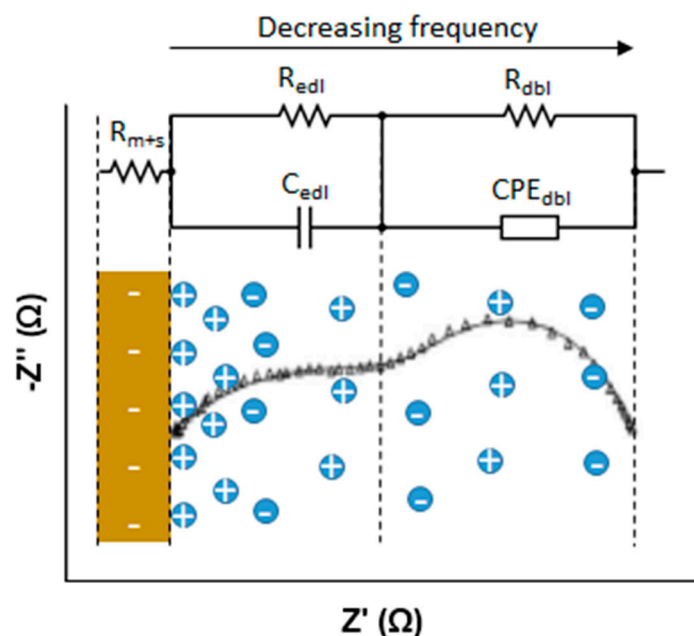 Decreasing frequency
R_edl R_dbl
R_m+s
C_edl CPE_dbl
-Z'' (Ω)
Z' (Ω)